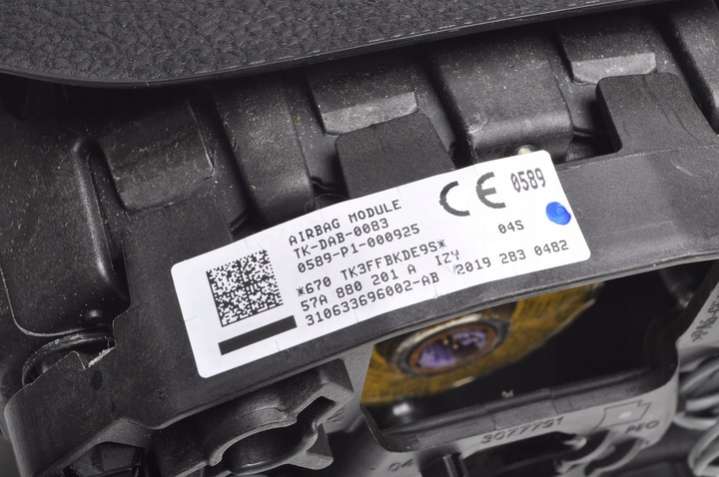 AIRBAG MODULE
TK-DAB-0083
0589-P1-000925
CE 0589
04S
*670 TK3FFBKDE9S*
57A 880 201 A IZY
310633696002-AB 2019 283 0482
3077751